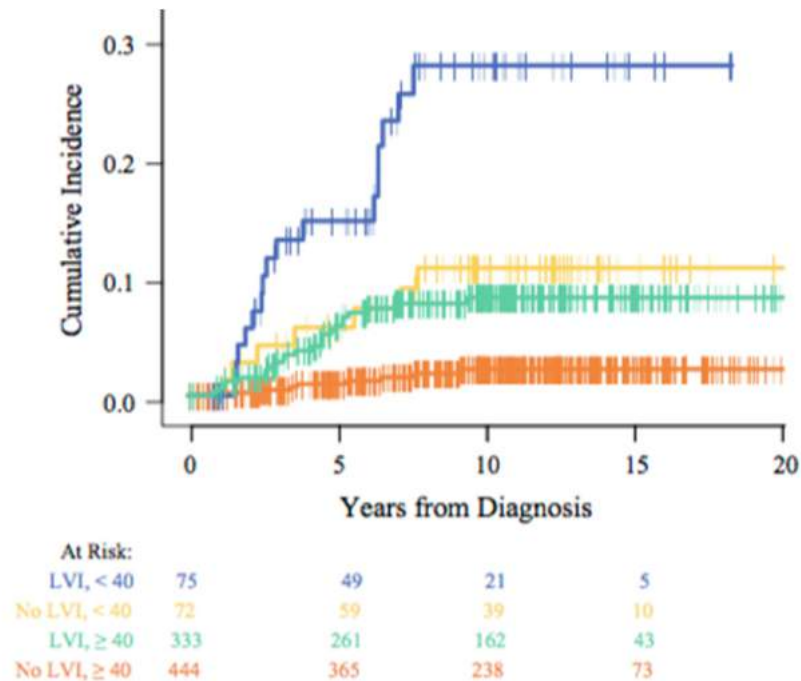 0.3
0.2
0.1
0.0
Cumulative Incidence
0 5 10 15 20
Years from Diagnosis
At Risk:
LVI, < 40 75 49 21 5
No LVI, < 40 72 59 39 10
LVI, ≥ 40 333 261 162 43
No LVI, ≥ 40 444 365 238 73